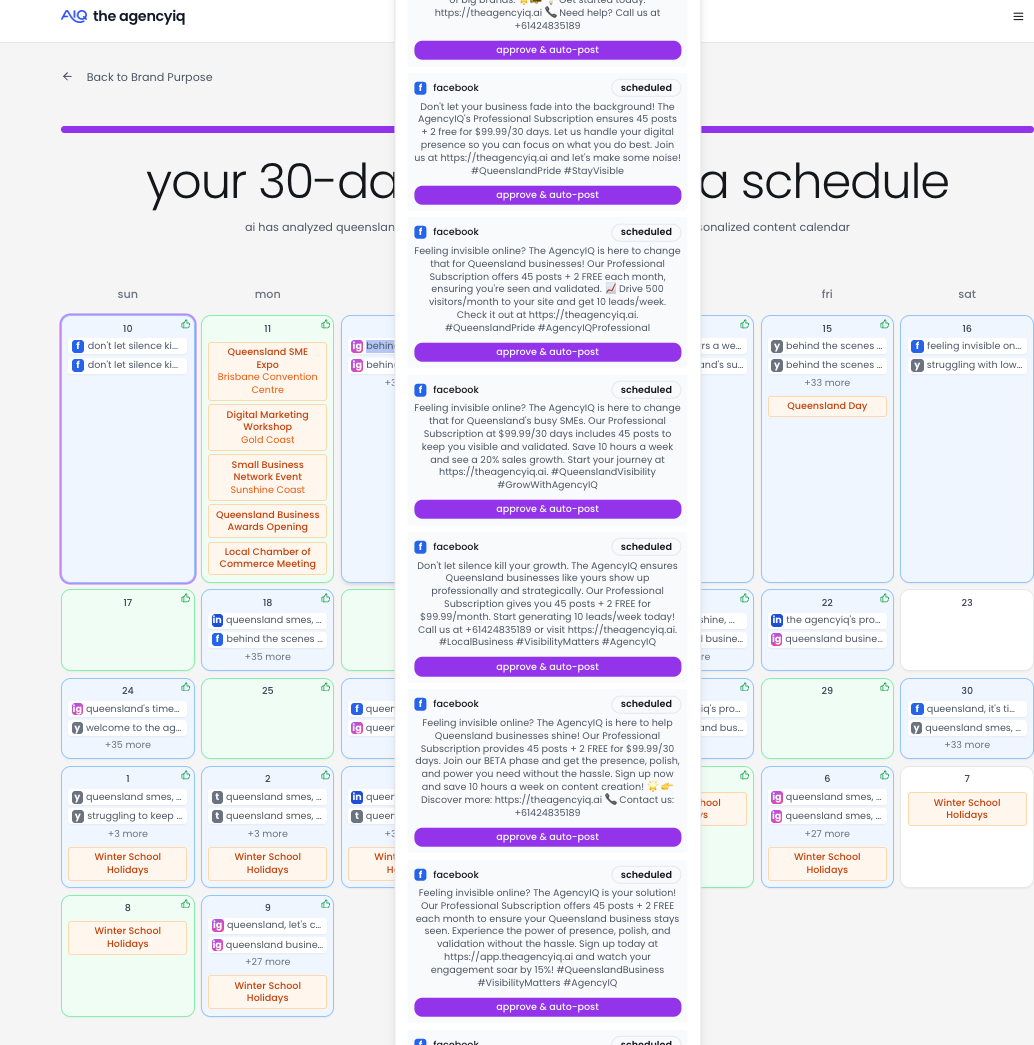 AIQ the agencyiq
Back to Brand Purpose
your 30-da
a schedule
ai has analyzed queenslan
sonalized content calendar
sun
mon
fri
sat
10
f don't let silence ki...
f don't let silence ki...
11
Queensland SME
Expo
Brisbane Convention
Centre
Digital Marketing
Workshop
Gold Coast
Small Business
Network Event
Sunshine Coast
Queensland Business
Awards Opening
Local Chamber of
Commerce Meeting
ig behin
ig behin
+3
rs a we...
and's su...
15
y behind the scenes ...
y behind the scenes ...
+33 more
Queensland Day
16
f feeling invisible on...
y struggling with low...
17
18
in queensland smes, ...
f behind the scenes ...
+35 more
shine, ...
l busine...
re
22
in the agencyiq's pro...
ig queensland busine...
23
24
ig queensland's time...
y welcome to the ag...
+35 more
25
f queen
ig queen
iq's pro...
and bus...
29
30
f queensland, it's ti...
y queensland smes, ...
+33 more
1
y queensland smes, ...
y struggling to keep ...
+3 more
Winter School
Holidays
2
t queensland smes, ...
t queensland smes, ...
+3 more
Winter School
Holidays
in queen
t queen
+3
Wint
H
hool
ys
6
ig queensland smes, ...
ig queensland smes, ...
+27 more
Winter School
Holidays
7
Winter School
Holidays
8
Winter School
Holidays
9
ig queensland, let's c...
ig queensland busine...
+27 more
Winter School
Holidays
of big brands. 🌟🚜💡 Get started today:
https://theagencyiq.ai 📞 Need help? Call us at
+61424835189
approve & auto-post
f facebook scheduled
Don't let your business fade into the background! The
AgencyIQ's Professional Subscription ensures 45 posts
+ 2 free for $99.99/30 days. Let us handle your digital
presence so you can focus on what you do best. Join
us at https://theagencyiq.ai and let's make some noise!
#QueenslandPride #StayVisible
approve & auto-post
f facebook scheduled
Feeling invisible online? The AgencyIQ is here to change
that for Queensland businesses! Our Professional
Subscription offers 45 posts + 2 FREE each month,
ensuring you're seen and validated. 📈 Drive 500
visitors/month to your site and get 10 leads/week.
Check it out at https://theagencyiq.ai.
#QueenslandPride #AgencyIQProfessional
approve & auto-post
f facebook scheduled
Feeling invisible online? The AgencyIQ is here to change
that for Queensland's busy SMEs. Our Professional
Subscription at $99.99/30 days includes 45 posts to
keep you visible and validated. Save 10 hours a week
and see a 20% sales growth. Start your journey at
https://theagencyiq.ai. #QueenslandVisibility
#GrowWithAgencyIQ
approve & auto-post
f facebook scheduled
Don't let silence kill your growth. The AgencyIQ ensures
Queensland businesses like yours show up
professionally and strategically. Our Professional
Subscription gives you 45 posts + 2 FREE for
$99.99/month. Start generating 10 leads/week today!
Call us at +61424835189 or visit https://theagencyiq.ai.
#LocalBusiness #VisibilityMatters #AgencyIQ
approve & auto-post
f facebook scheduled
Feeling invisible online? The AgencyIQ is here to help
Queensland businesses shine! Our Professional
Subscription provides 45 posts + 2 FREE for $99.99/30
days. Join our BETA phase and get the presence, polish,
and power you need without the hassle. Sign up now
and save 10 hours a week on content creation! 🌟 👉
Discover more: https://theagencyiq.ai 📞 Contact us:
+61424835189
approve & auto-post
f facebook scheduled
Feeling invisible online? The AgencyIQ is your solution!
Our Professional Subscription offers 45 posts + 2 FREE
each month to ensure your Queensland business stays
seen. Experience the power of presence, polish, and
validation without the hassle. Sign up today at
https://app.theagencyiq.ai and watch your
engagement soar by 15%! #QueenslandBusiness
#VisibilityMatters #AgencyIQ
approve & auto-post
f facebook scheduled